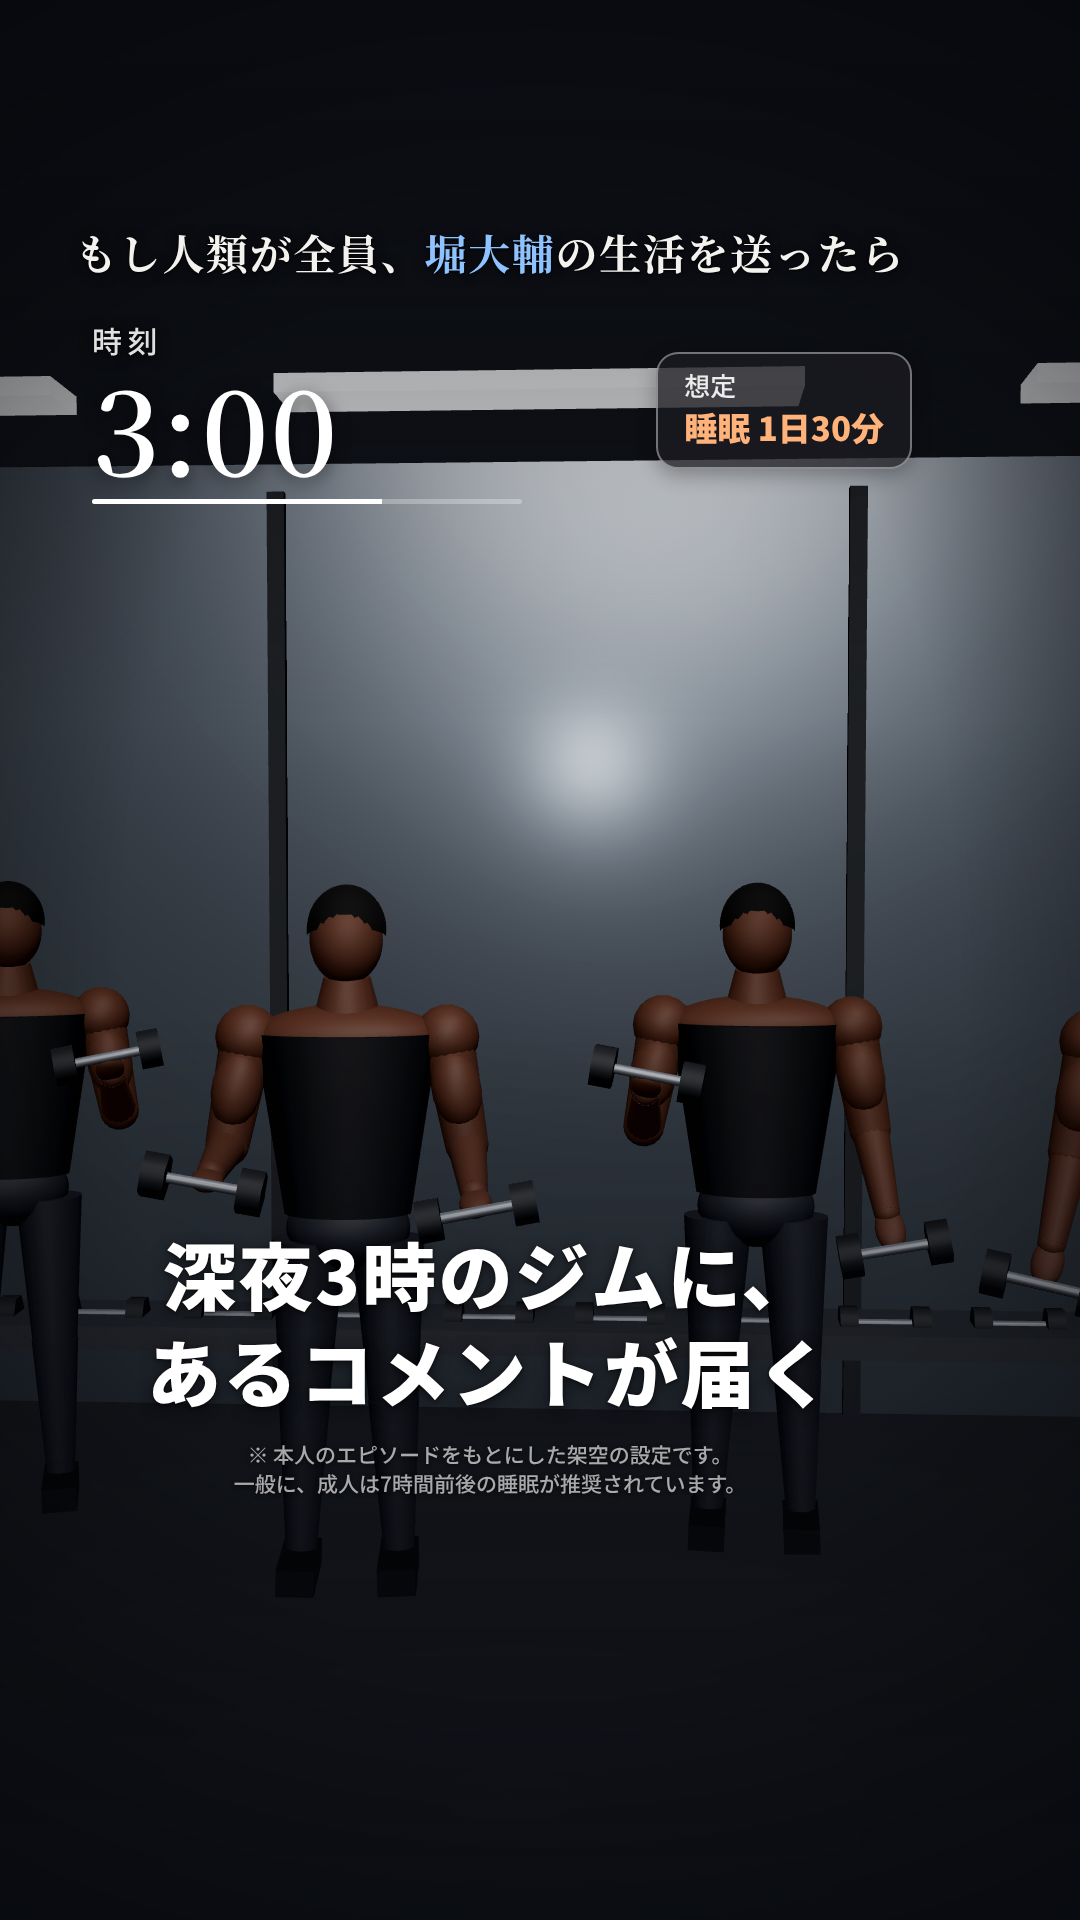 もし人類が全員、堀大輔の生活を送ったら
時刻
3:00
想定
睡眠 1日30分
深夜3時のジムに、
あるコメントが届く
※ 本人のエピソードをもとにした架空の設定です。
一般に、成人は7時間前後の睡眠が推奨されています。